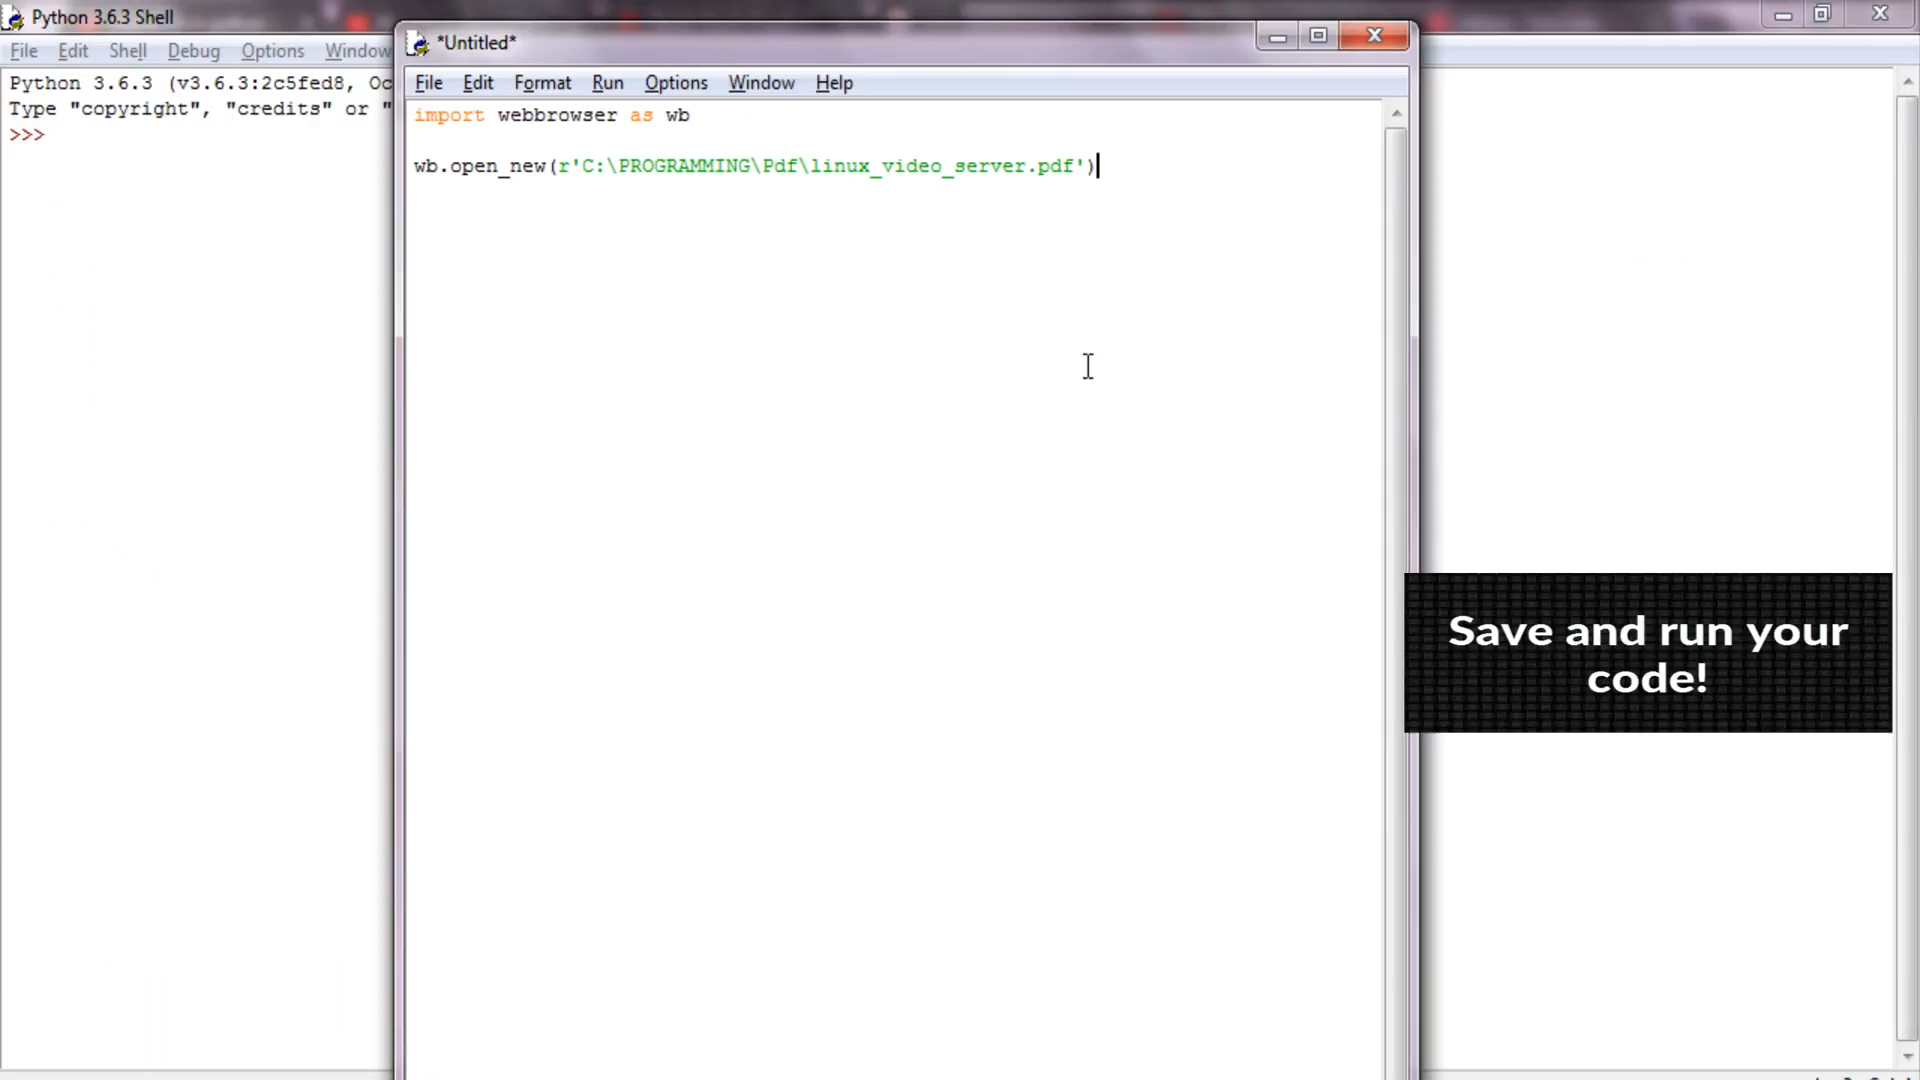 Python 3.6.3 Shell
File Edit Shell Debug Options Window
Python 3.6.3 (v3.6.3:2c5fed8, Oc
Type "copyright", "credits" or "
>>>
*Untitled*
File Edit Format Run Options Window Help
import webbrowser as wb
wb.open_new(r'C:\PROGRAMMING\Pdf\linux_video_server.pdf')
Save and run your
code!